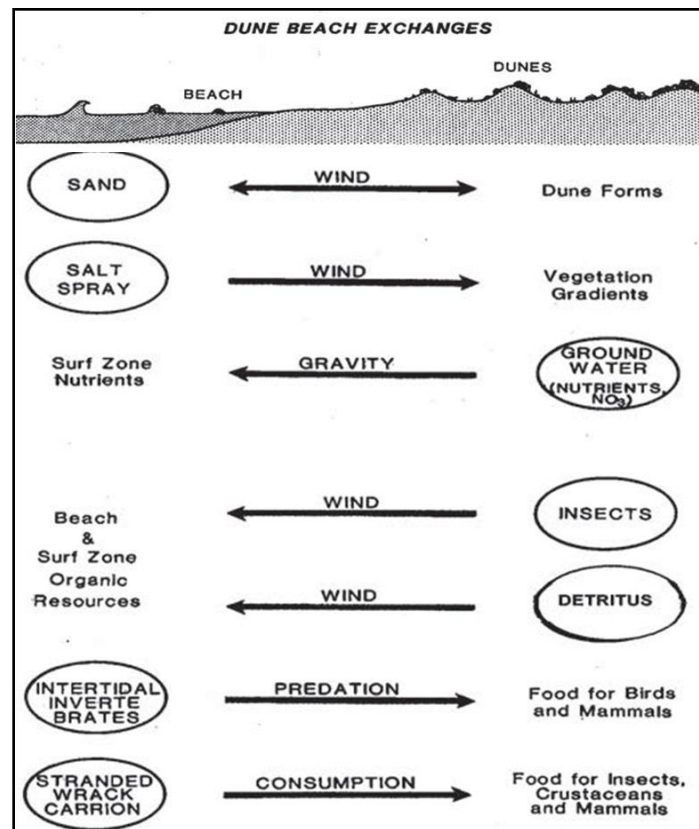 DUNE BEACH EXCHANGES
DUNES
BEACH
SAND
WIND
Dune Forms
SALT
SPRAY
WIND
Vegetation
Gradients
Surf Zone
Nutrients
GRAVITY
GROUND
WATER
(NUTRIENTS,
NO₃)
Beach
&
Surf Zone
Organic
Resources
WIND
INSECTS
WIND
DETRITUS
INTERTIDAL
INVERTE
BRATES
PREDATION
Food for Birds
and Mammals
STRANDED
WRACK
CARRION
CONSUMPTION
Food for Insects,
Crustaceans
and Mammals